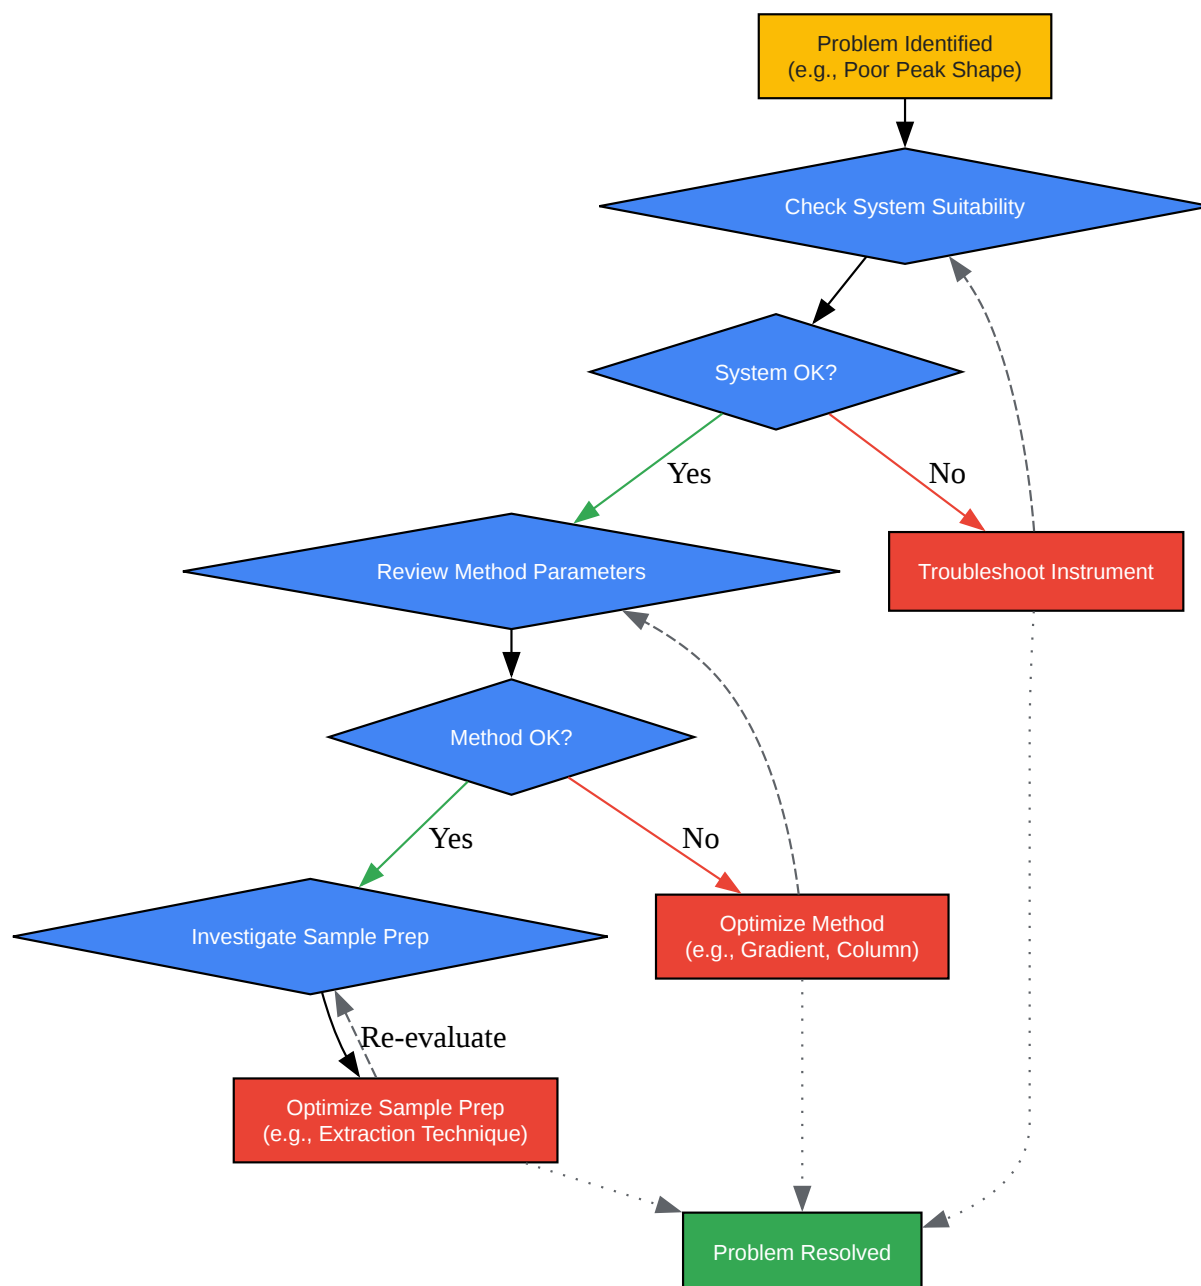 Problem Identified
(e.g., Poor Peak Shape)
Check System Suitability
System OK?
Yes
No
Review Method Parameters
Troubleshoot Instrument
Method OK?
Yes
No
Investigate Sample Prep
Optimize Method
(e.g., Gradient, Column)
Re-evaluate
Optimize Sample Prep
(e.g., Extraction Technique)
Problem Resolved